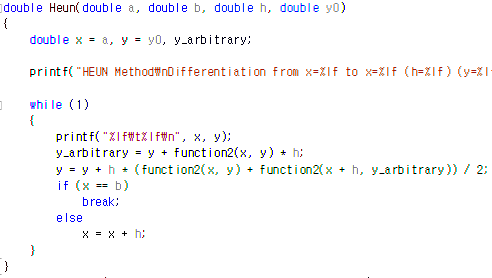 double Heun(double a, double b, double h, double y0)
{
double x = a, y = y0, y_arbitrary;
printf("HEUN Method₩nDifferentiation from x=%lf to x=%lf (h=%lf) (y=%l
while (1)
{
printf("%lf₩t%lf₩n", x, y);
y_arbitrary = y + function2(x, y) * h;
y = y + h * (function2(x, y) + function2(x + h, y_arbitrary)) / 2;
if (x == b)
break;
else
x = x + h;
}
}